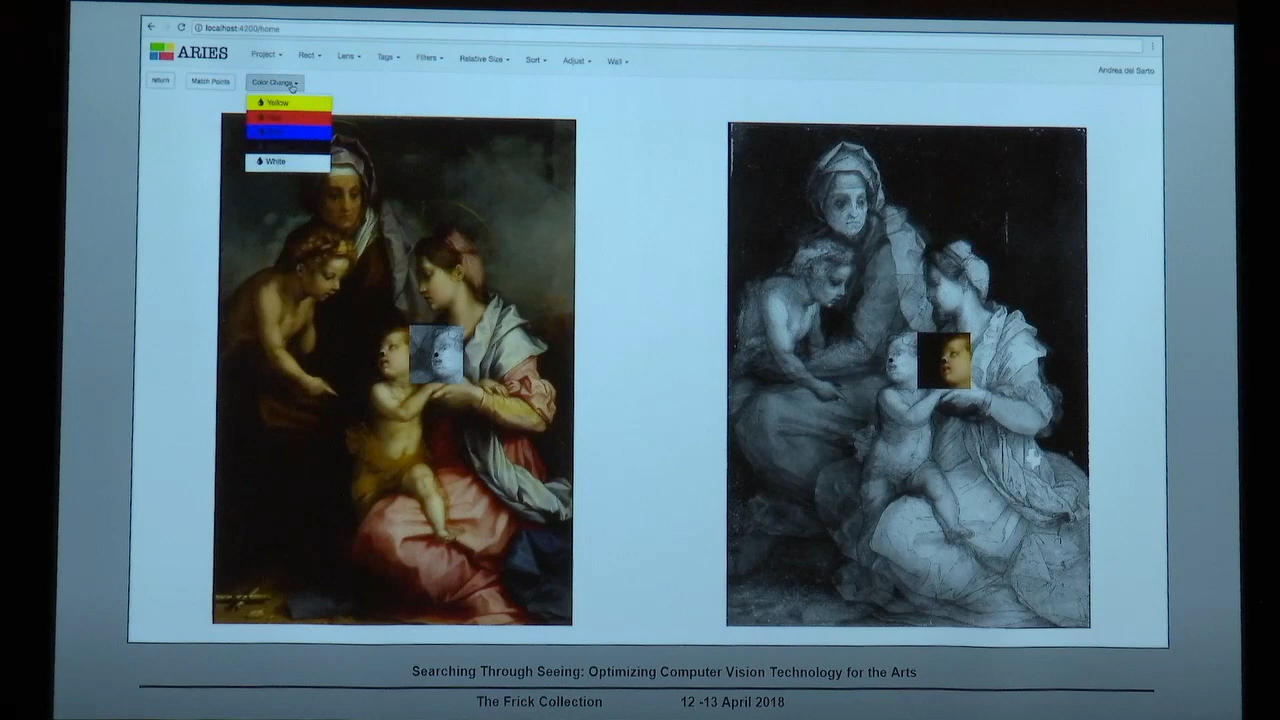 localhost:4200/home
ARIES
Project Rect Lens Tags Filters Relative Size Sort Adjust Wall
Andrea del Sarto
return Match Points Color Change
Yellow
White
Searching Through Seeing: Optimizing Computer Vision Technology for the Arts
The Frick Collection 12 -13 April 2018